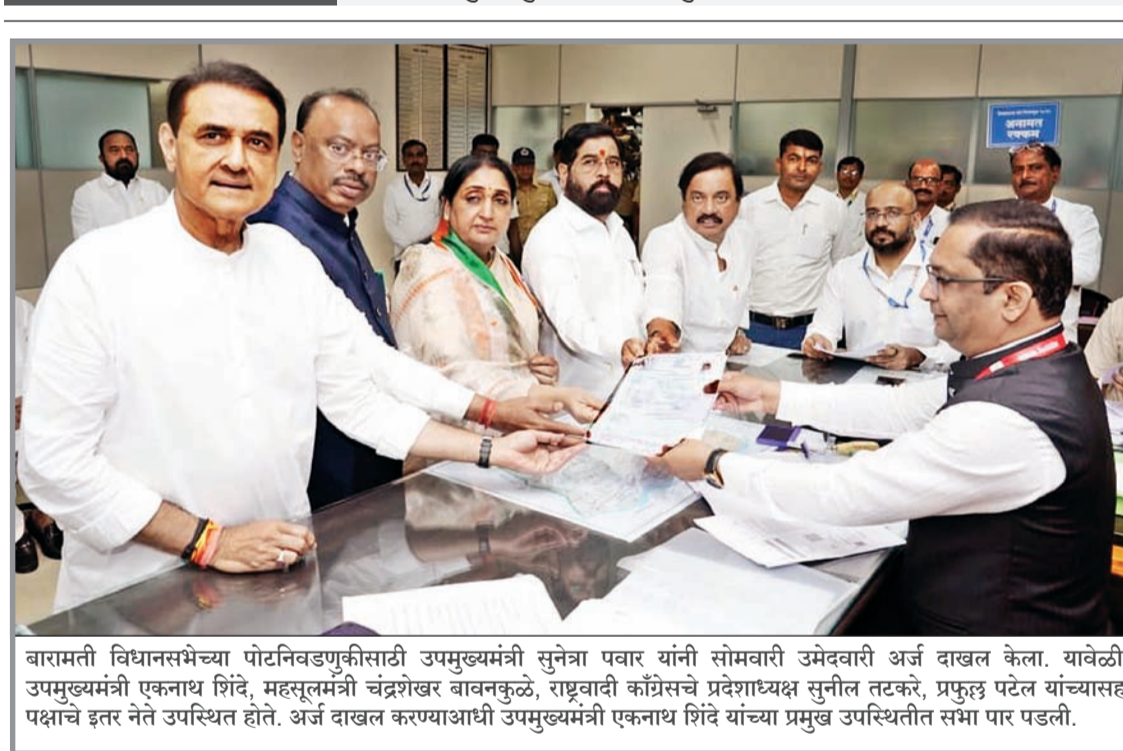 अनामत
रक्कम
बारामती विधानसभेच्या पोटनिवडणुकीसाठी उपमुख्यमंत्री सुनेत्रा पवार यांनी सोमवारी उमेदवारी अर्ज दाखल केला. यावेळी
उपमुख्यमंत्री एकनाथ शिंदे, महसूलमंत्री चंद्रशेखर बावनकुळे, राष्ट्रवादी काँग्रेसचे प्रदेशाध्यक्ष सुनील तटकरे, प्रफुल्ल पटेल यांच्यासह
पक्षाचे इतर नेते उपस्थित होते. अर्ज दाखल करण्याआधी उपमुख्यमंत्री एकनाथ शिंदे यांच्या प्रमुख उपस्थितीत सभा पार पडली.